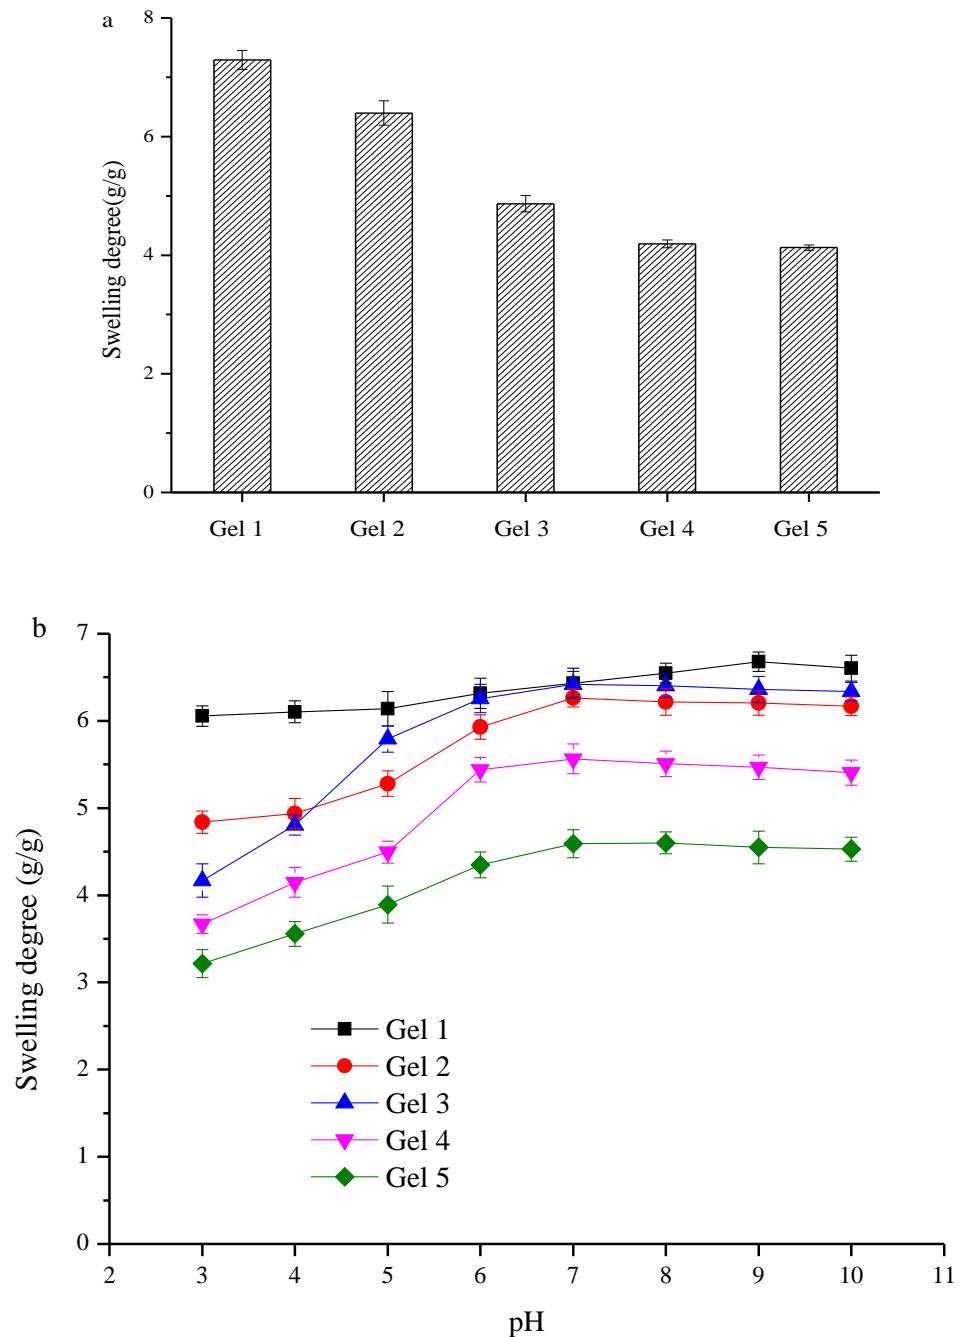 a
8
6
4
2
0
Swelling degree(g/g)
Gel 1 Gel 2 Gel 3 Gel 4 Gel 5
b
7
6
5
4
3
2
1
0
Swelling degree (g/g)
Gel 1
Gel 2
Gel 3
Gel 4
Gel 5
2 3 4 5 6 7 8 9 10 11
pH